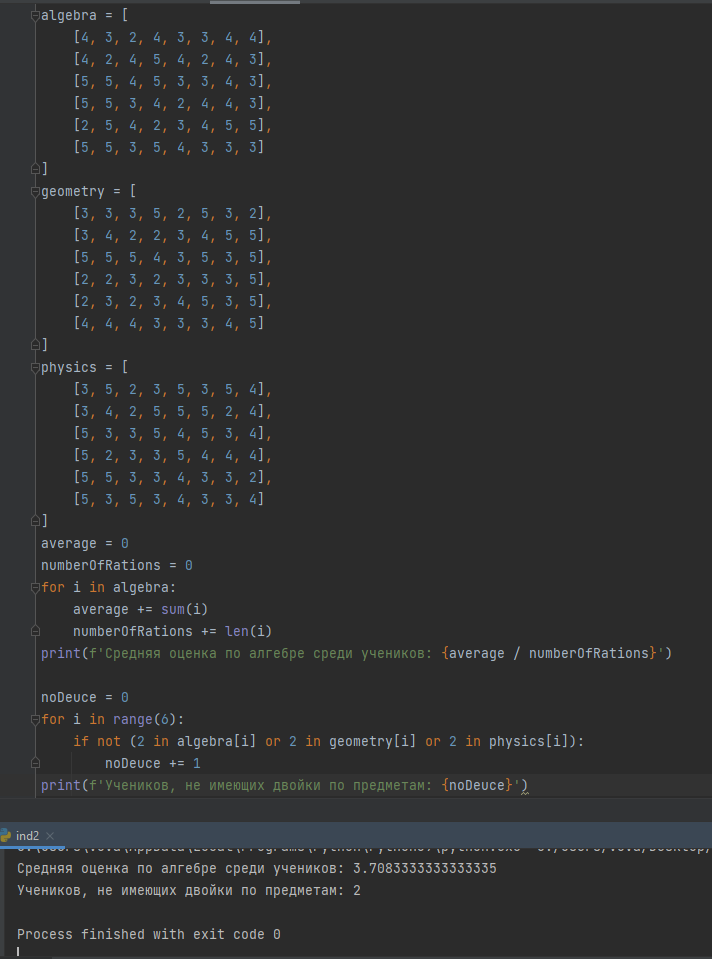 algebra = [
    [4, 3, 2, 4, 3, 3, 4, 4],
    [4, 2, 4, 5, 4, 2, 4, 3],
    [5, 5, 4, 5, 3, 3, 4, 3],
    [5, 5, 3, 4, 2, 4, 4, 3],
    [2, 5, 4, 2, 3, 4, 5, 5],
    [5, 5, 3, 5, 4, 3, 3, 3]
]
geometry = [
    [3, 3, 3, 5, 2, 5, 3, 2],
    [3, 4, 2, 2, 3, 4, 5, 5],
    [5, 5, 5, 4, 3, 5, 3, 5],
    [2, 2, 3, 2, 3, 3, 3, 5],
    [2, 3, 2, 3, 4, 5, 3, 5],
    [4, 4, 4, 3, 3, 3, 4, 5]
]
physics = [
    [3, 5, 2, 3, 5, 3, 5, 4],
    [3, 4, 2, 5, 5, 5, 2, 4],
    [5, 3, 3, 5, 4, 5, 3, 4],
    [5, 2, 3, 3, 5, 4, 4, 4],
    [5, 5, 3, 3, 4, 3, 3, 2],
    [5, 3, 5, 3, 4, 3, 3, 4]
]
average = 0
numberOfRations = 0
for i in algebra:
    average += sum(i)
    numberOfRations += len(i)
print(f'Средняя оценка по алгебре среди учеников: {average / numberOfRations}')
noDeuce = 0
for i in range(6):
    if not (2 in algebra[i] or 2 in geometry[i] or 2 in physics[i]):
        noDeuce += 1
print(f'Учеников, не имеющих двойки по предметам: {noDeuce}')
ind2
Средняя оценка по алгебре среди учеников: 3.7083333333333335
Учеников, не имеющих двойки по предметам: 2
Process finished with exit code 0